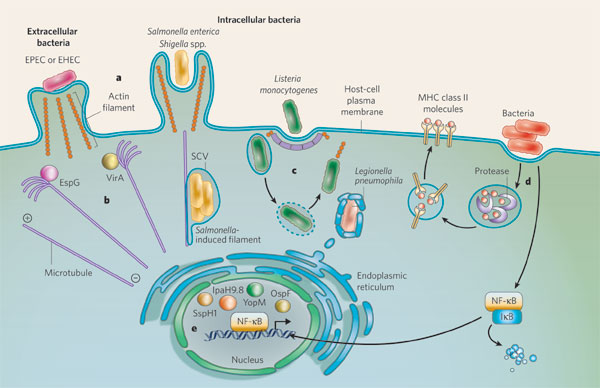 Extracellular
bacteria
EPEC or EHEC
a
Actin
filament
Intracellular bacteria
Salmonella enterica
Shigella spp.
Listeria
monocytogenes
Host-cell
plasma
membrane
MHC class II
molecules
Bacteria
EspG
VirA
b
SCV
c
Legionella
pneumophila
Protease
d
+
Salmonella-
induced filament
Microtubule
−
Endoplasmic
reticulum
IpaH9.8
YopM
OspF
SspH1
e
NF-κB
Nucleus
NF-κB
IκB